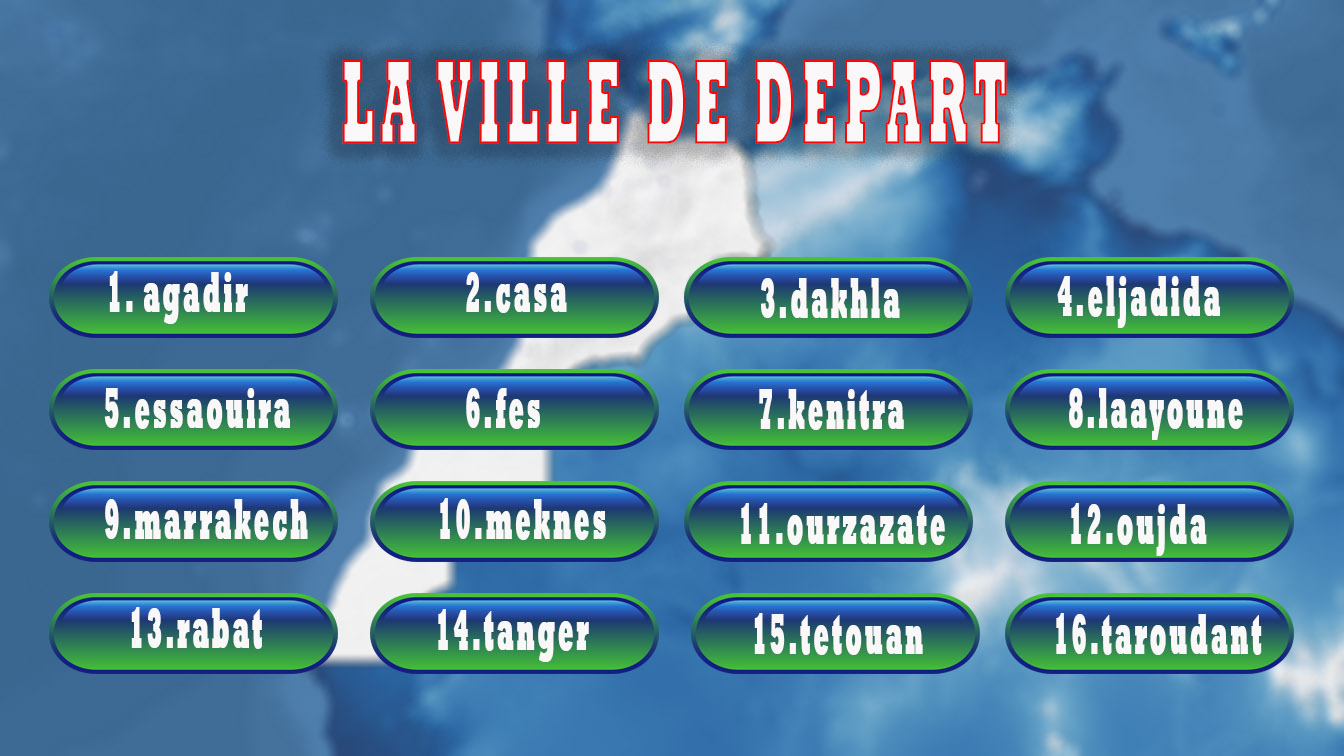 LA VILLE DE DEPART
1. agadir
2.casa
3.dakhla
4.eljadida
5.essaouira
6.fes
7.kenitra
8.laayoune
9.marrakech
10.meknes
11.ourzazate
12.oujda
13.rabat
14.tanger
15.tetouan
16.taroudant